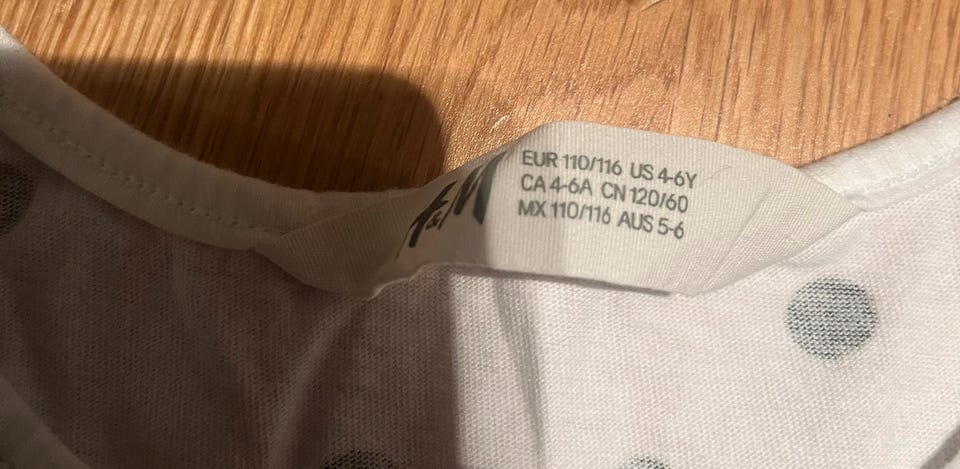 H&M
EUR 110/116 US 4-6Y
CA 4-6A CN 120/60
MX 110/116 AUS 5-6